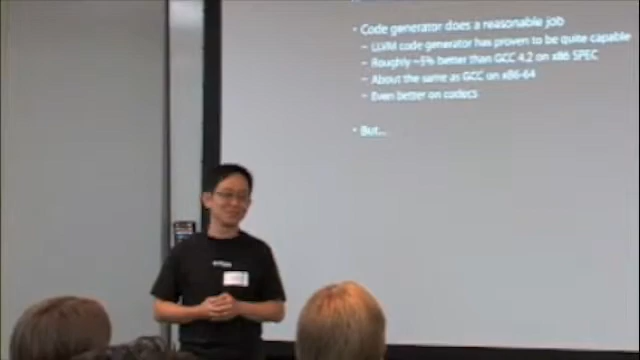 • Code generator does a reasonable job
– LLVM code generator has proven to be quite capable
– Roughly ~5% better than GCC 4.2 on x86 SPEC
– About the same as GCC on x86-64
– Even better on codecs
• But...